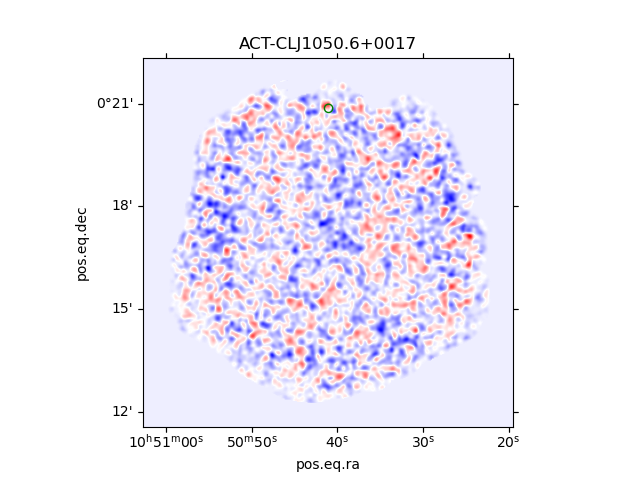 ACT-CLJ1050.6+0017
0°21'
18'
15'
12'
10ʰ51ᵐ00ˢ 50ᵐ50ˢ 40ˢ 30ˢ 20ˢ
pos.eq.ra
pos.eq.dec